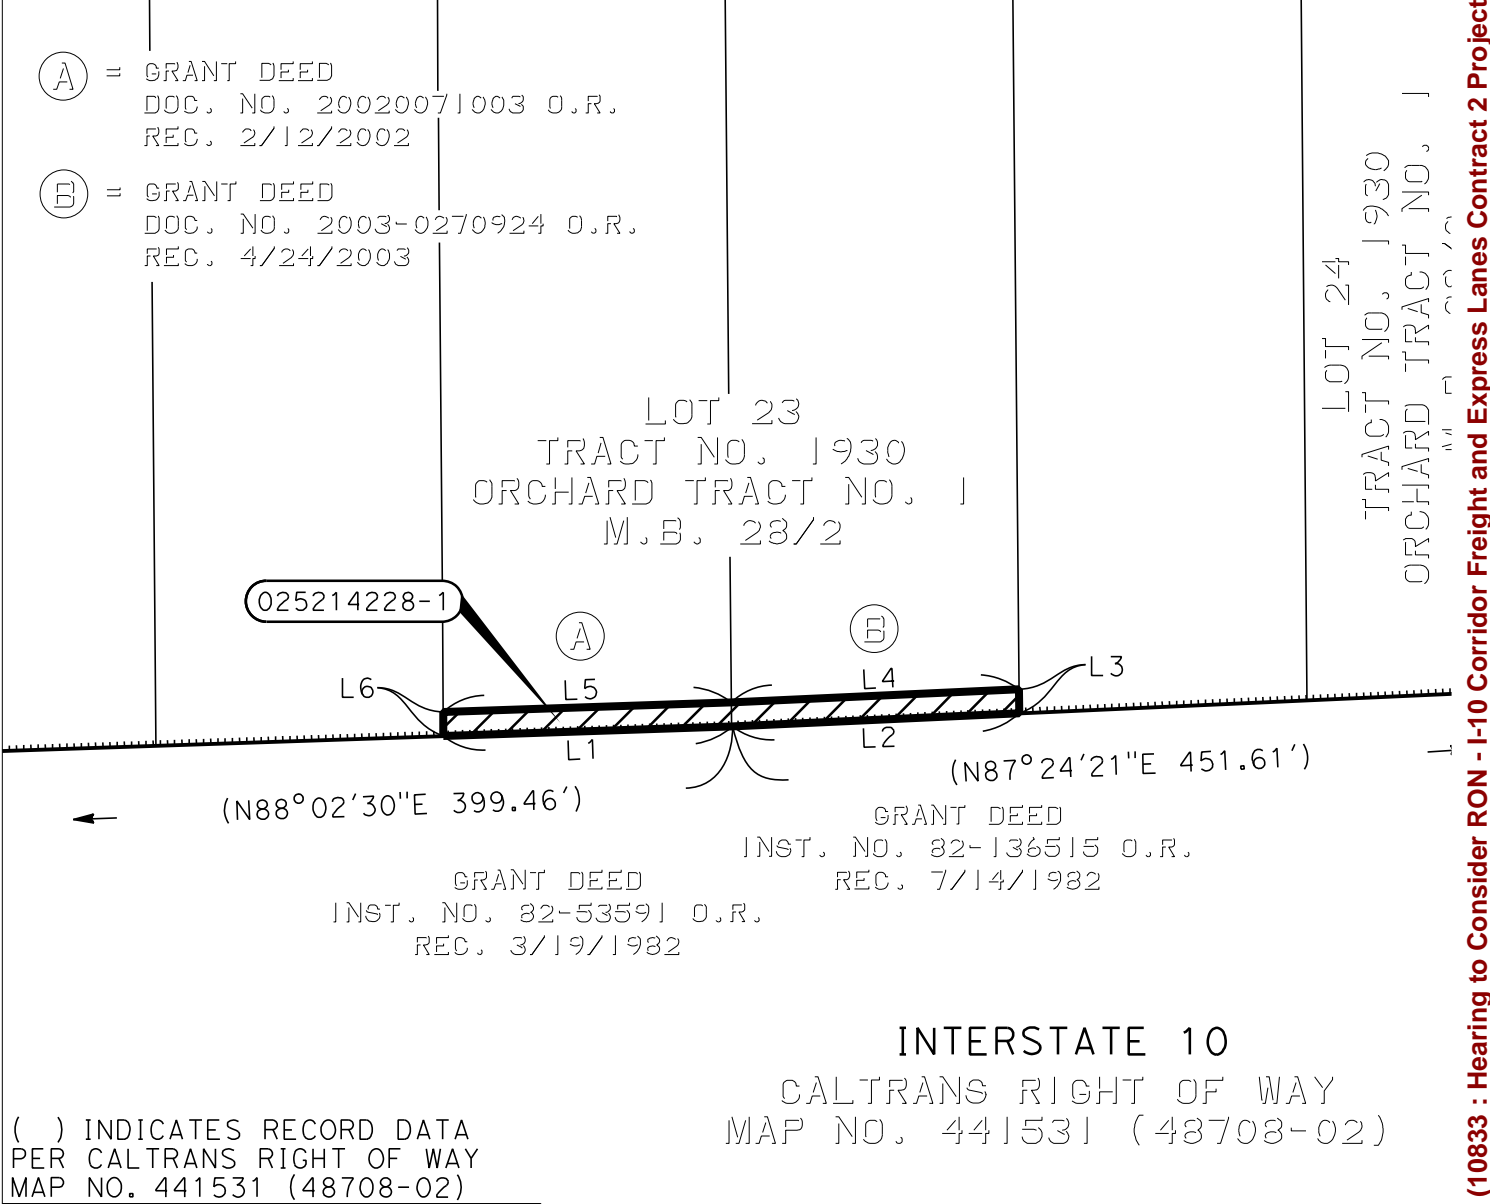 A = GRANT DEED
DOC. NO. 20020071003 O.R.
REC. 2/12/2002
B = GRANT DEED
DOC. NO. 2003-0270924 O.R.
REC. 4/24/2003
LOT 23
TRACT NO. 1930
ORCHARD TRACT NO. 1
M.B. 28/2
LOT 24
TRACT NO. 1930
ORCHARD TRACT NO. 1
025214228-1
A
B
L6
L5
L4
L3
L1
L2
(N88°02'30"E 399.46')
(N87°24'21"E 451.61')
GRANT DEED
INST. NO. 82-136515 O.R.
REC. 7/14/1982
GRANT DEED
INST. NO. 82-53591 O.R.
REC. 3/19/1982
INTERSTATE 10
CALTRANS RIGHT OF WAY
MAP NO. 441531 (48708-02)
( ) INDICATES RECORD DATA
PER CALTRANS RIGHT OF WAY
MAP NO. 441531 (48708-02)
(10833 : Hearing to Consider RON - I-10 Corridor Freight and Express Lanes Contract 2 Project